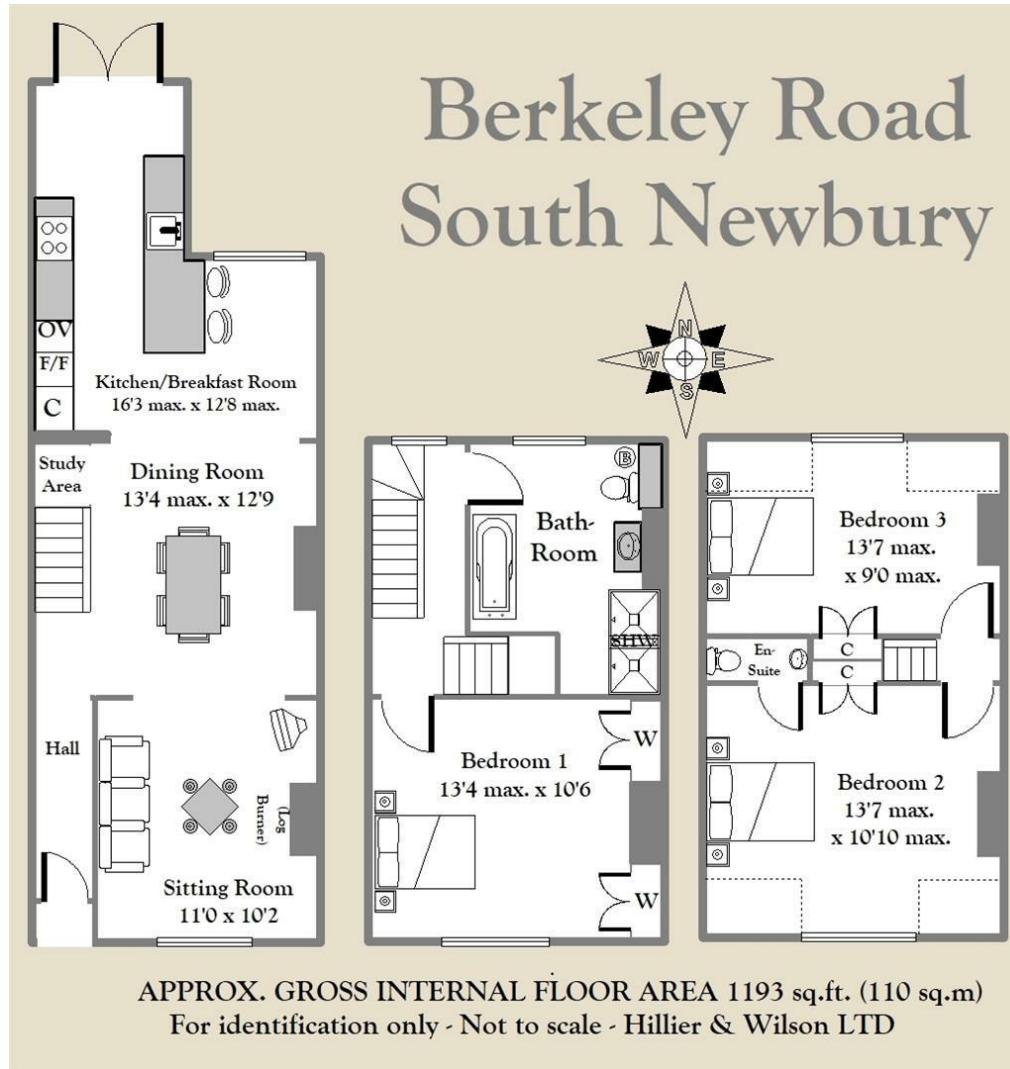 Berkeley Road
South Newbury
N
W
E
S
OV
F/F
C
Kitchen/Breakfast Room
16'3 max. x 12'8 max.
Study
Area
Dining Room
13'4 max. x 12'9
Hall
(Log
Burner)
Sitting Room
11'0 x 10'2
B
Bath-
Room
SHW
Bedroom 1
13'4 max. x 10'6
W
W
Bedroom 3
13'7 max.
x 9'0 max.
En-
Suite
C
C
Bedroom 2
13'7 max.
x 10'10 max.
APPROX. GROSS INTERNAL FLOOR AREA 1193 sq.ft. (110 sq.m)
For identification only - Not to scale - Hillier & Wilson LTD